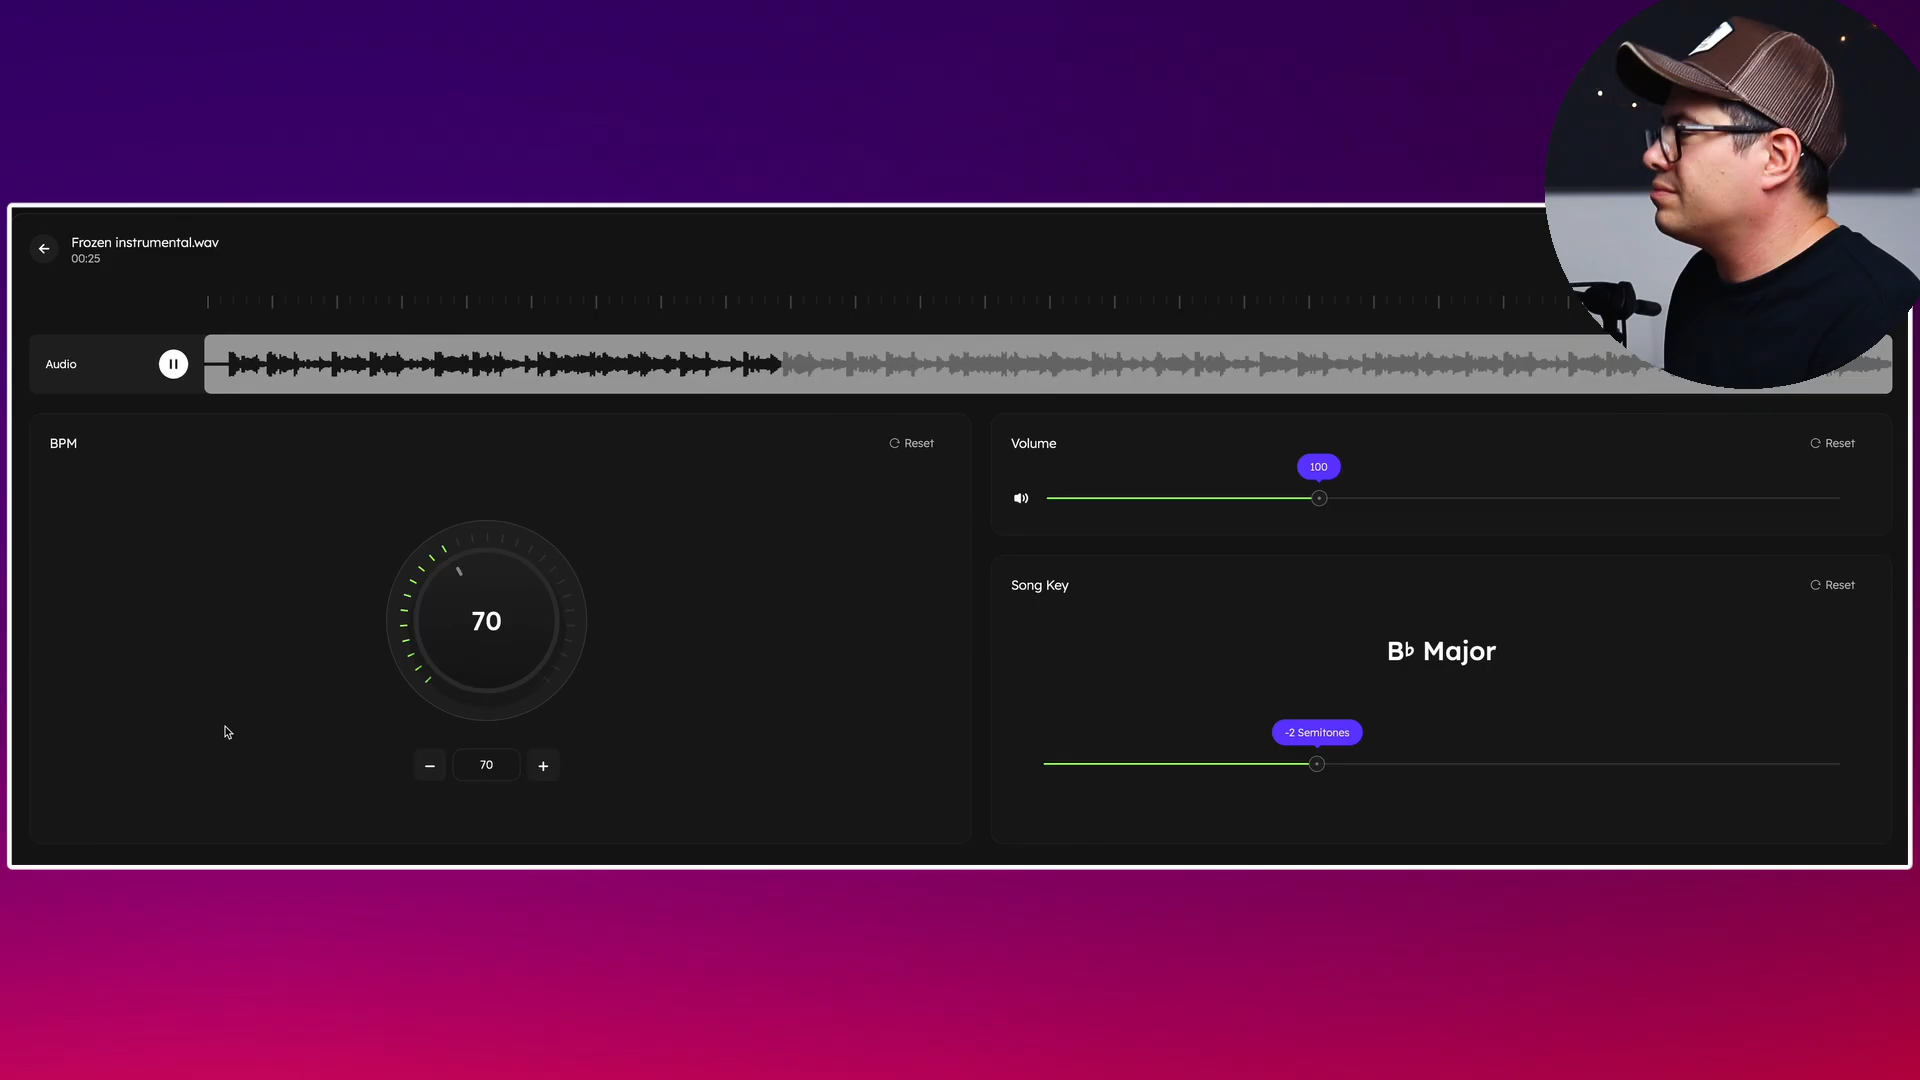 Frozen instrumental.wav
00:25
Audio
BPM
Reset
70
70
Volume
Reset
100
Song Key
Reset
B♭ Major
-2 Semitones